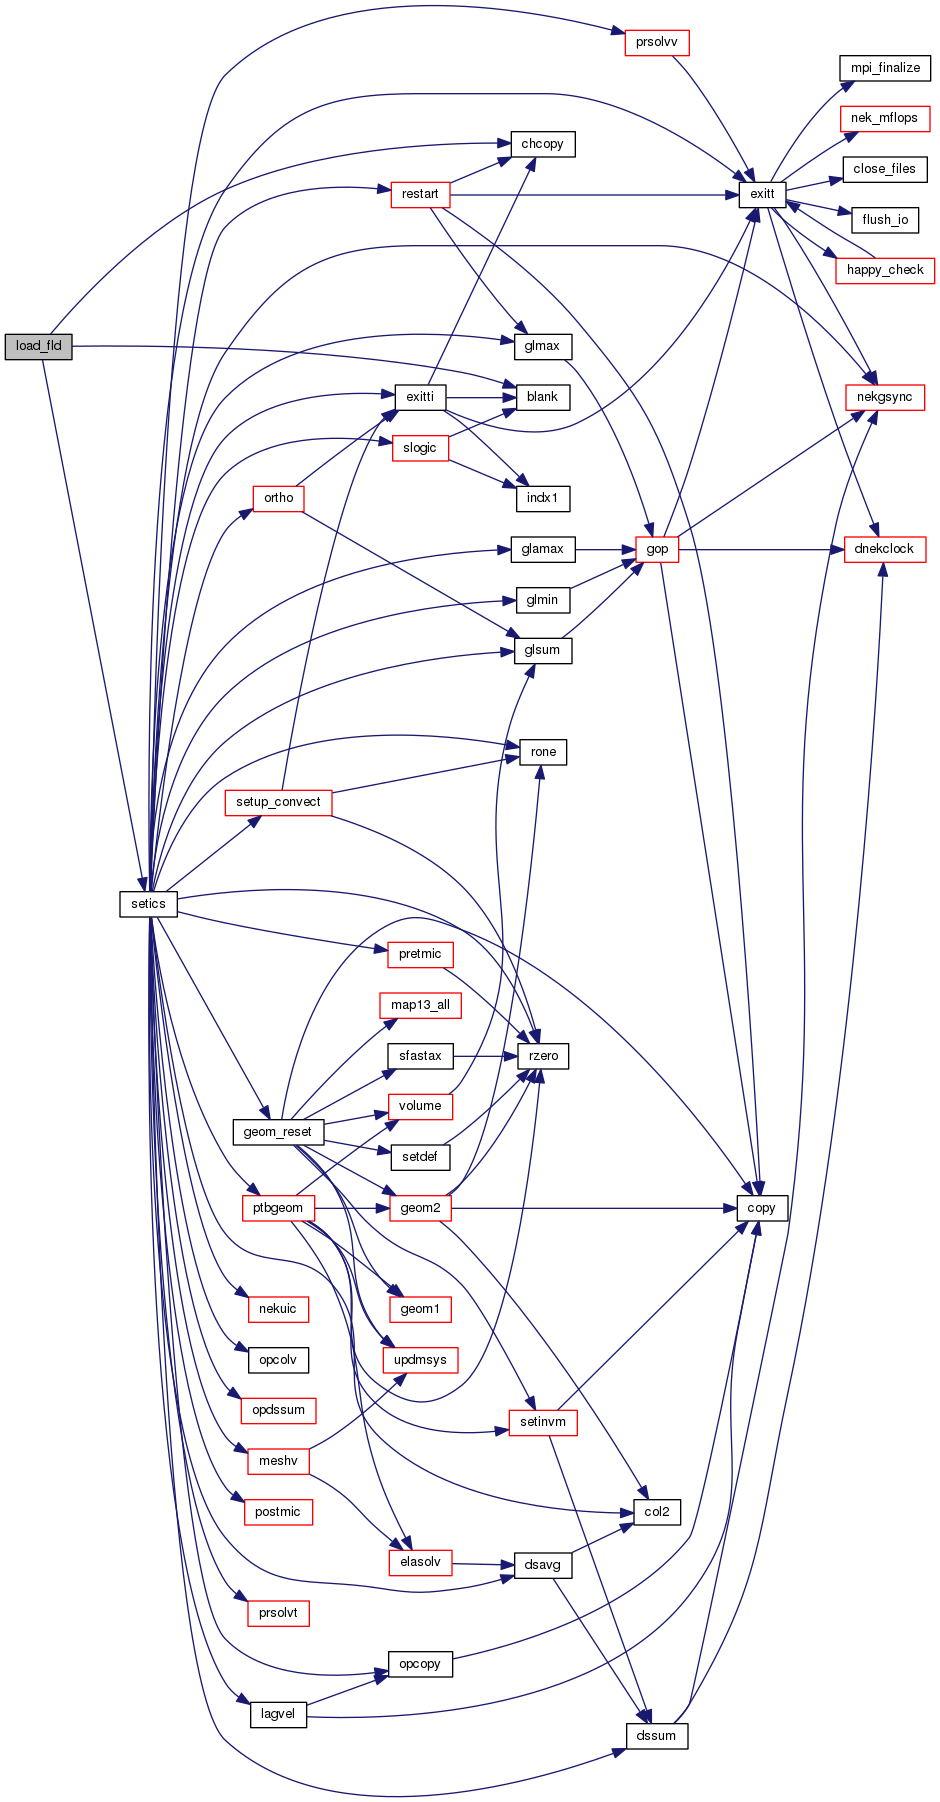 prsolvv
mpi_finalize
nek_mflops
chcopy
close_files
restart
exitt
flush_io
happy_check
load_fld
glmax
exitti
blank
nekgsync
slogic
ortho
indx1
glamax
gop
dnekclock
glmin
glsum
rone
setup_convect
setics
pretmic
map13_all
sfastax
rzero
volume
geom_reset
setdef
ptbgeom
geom2
copy
nekuic
geom1
opcolv
updmsys
opdssum
setinvm
meshv
postmic
col2
elasolv
dsavg
prsolvt
opcopy
lagvel
dssum